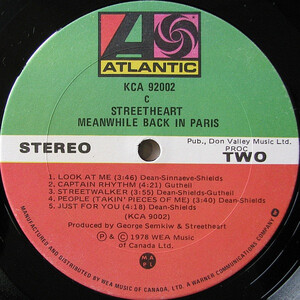 ATLANTIC
KCA 92002
C
STREETHEART
MEANWHILE BACK IN PARIS
STEREO
Pub., Don Valley Music Ltd.
PROC
TWO
1. LOOK AT ME (3:46) Dean-Sinnaeve-Shields
2. CAPTAIN RHYTHM (4:21) Gutheil
3. STREETWALKER (3:55) Dean-Shields-Gutheil
4. PEOPLE (TAKIN' PIECES OF ME) (3:40) Dean-Shields
5. JUST FOR YOU (4:18) Dean-Shields
(KCA 9002)
Produced by George Semkiw & Streetheart
℗ & © 1978 WEA Music
of Canada Ltd.
MAPL
MANUFACTURED AND DISTRIBUTED BY WEA MUSIC OF CANADA, LTD. A WARNER COMMUNICATIONS COMPANY